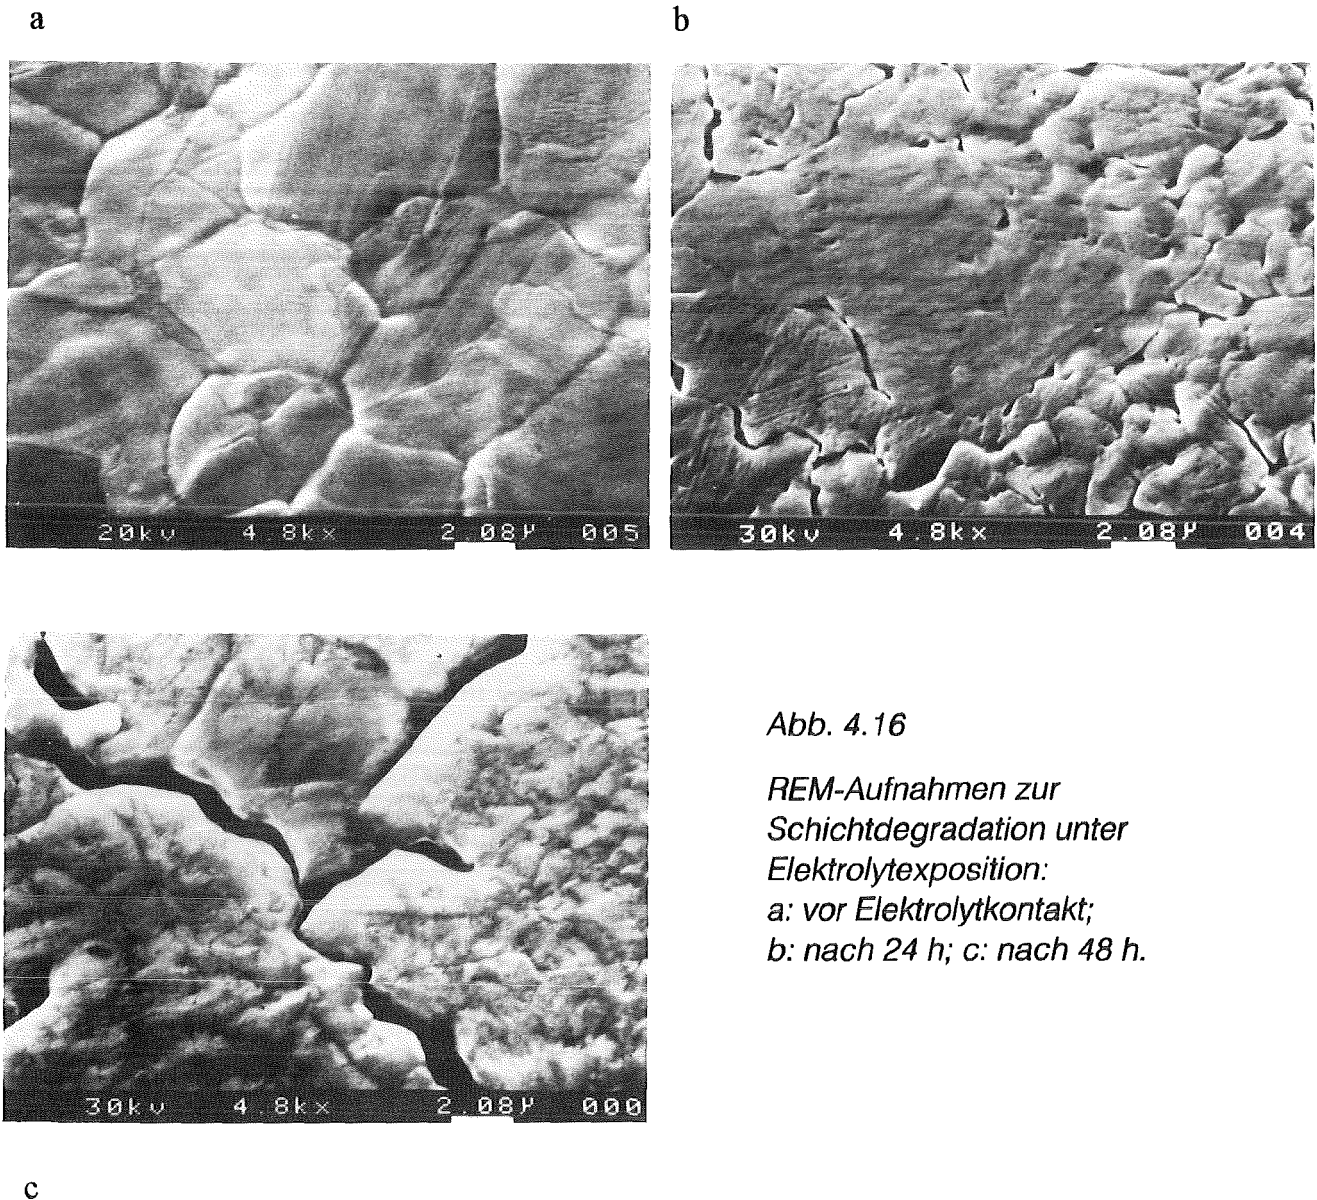 a
b
20kv 4.8kx 2.08µ 005
30kv 4.8kx 2.08µ 004
30kv 4.8kx 2.08µ 000
Abb. 4.16
REM-Aufnahmen zur
Schichtdegradation unter
Elektrolytexposition:
a: vor Elektrolytkontakt;
b: nach 24 h; c: nach 48 h.
c